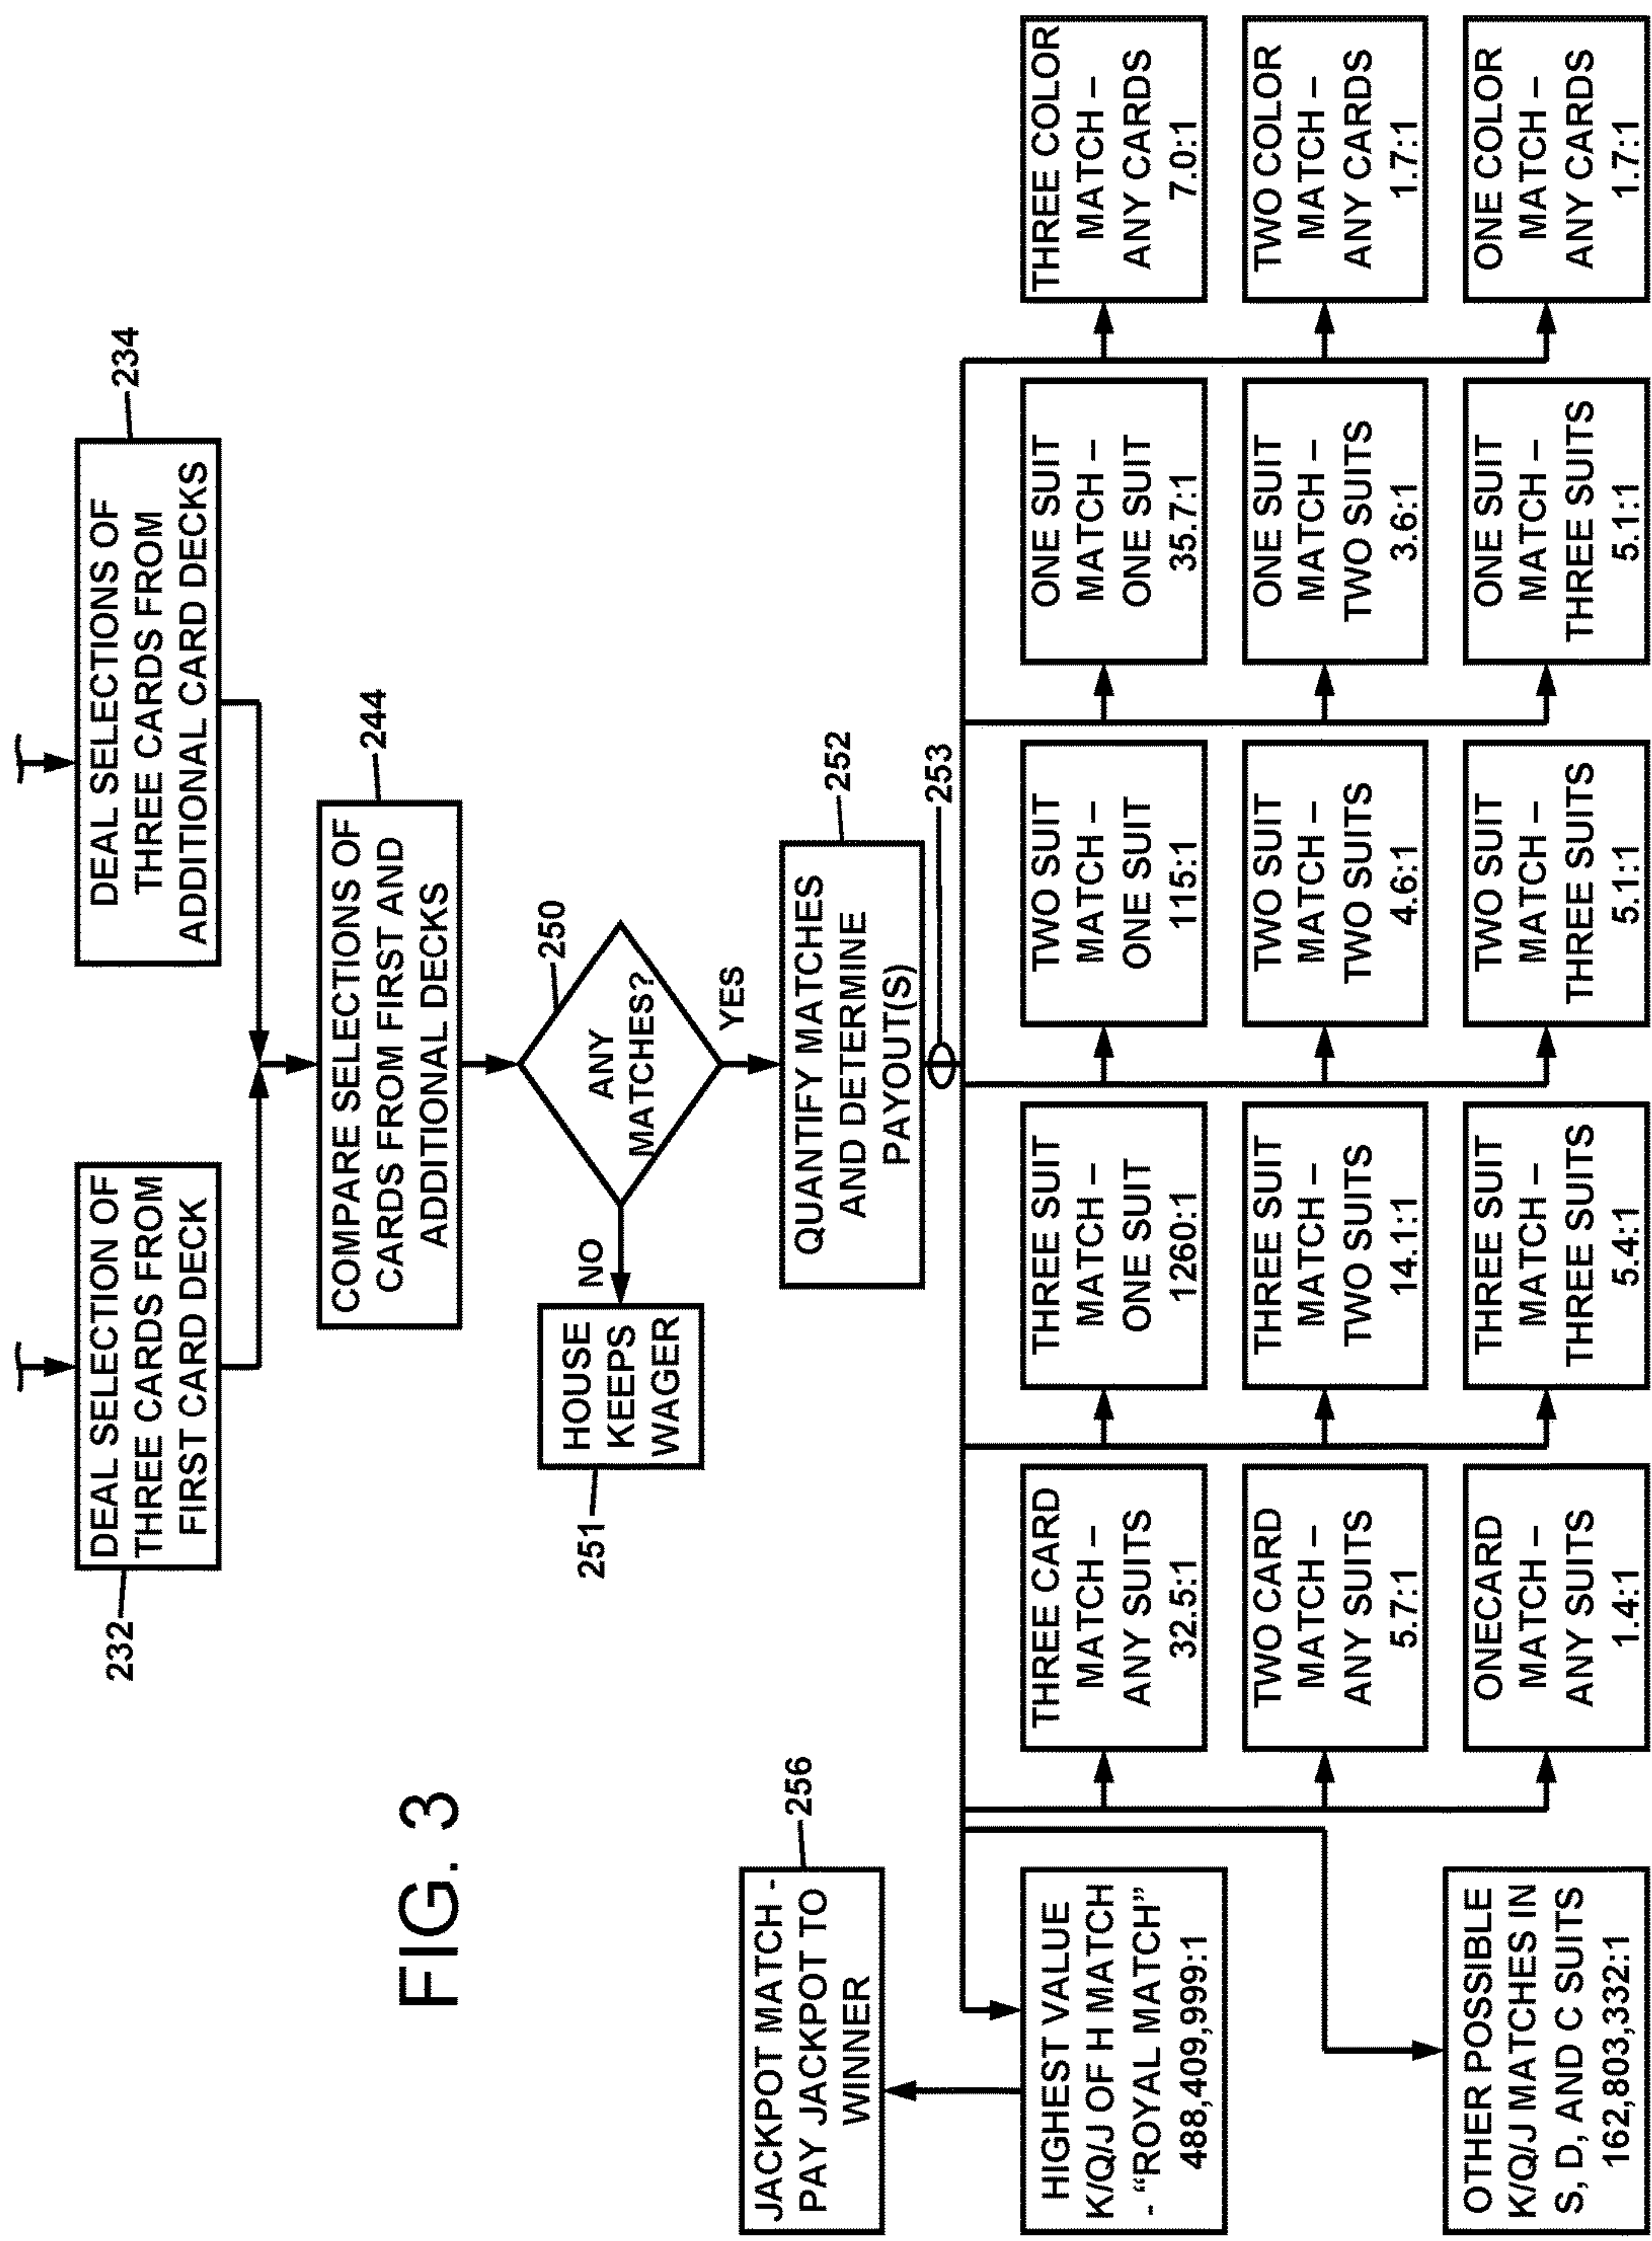 FIG. 3
232
DEAL SELECTION OF
THREE CARDS FROM
FIRST CARD DECK
234
DEAL SELECTIONS OF
THREE CARDS FROM
ADDITIONAL CARD DECKS
244
COMPARE SELECTIONS OF
CARDS FROM FIRST AND
ADDITIONAL DECKS
250
ANY
MATCHES?
NO
YES
251
HOUSE
KEEPS
WAGER
252
QUANTIFY MATCHES
AND DETERMINE
PAYOUT(S)
253
256
JACKPOT MATCH -
PAY JACKPOT TO
WINNER
HIGHEST VALUE
K/Q/J OF H MATCH
- “ROYAL MATCH”
488,409,999:1
OTHER POSSIBLE
K/Q/J MATCHES IN
S, D, AND C SUITS
162,803,332:1
THREE CARD
MATCH –
ANY SUITS
32.5:1
TWO CARD
MATCH –
ANY SUITS
5.7:1
ONECARD
MATCH –
ANY SUITS
1.4:1
THREE SUIT
MATCH –
ONE SUIT
1260:1
THREE SUIT
MATCH –
TWO SUITS
14.1:1
THREE SUIT
MATCH –
THREE SUITS
5.4:1
TWO SUIT
MATCH –
ONE SUIT
115:1
TWO SUIT
MATCH –
TWO SUITS
4.6:1
TWO SUIT
MATCH –
THREE SUITS
5.1:1
ONE SUIT
MATCH –
ONE SUIT
35.7:1
ONE SUIT
MATCH –
TWO SUITS
3.6:1
ONE SUIT
MATCH –
THREE SUITS
5.1:1
THREE COLOR
MATCH –
ANY CARDS
7.0:1
TWO COLOR
MATCH –
ANY CARDS
1.7:1
ONE COLOR
MATCH –
ANY CARDS
1.7:1